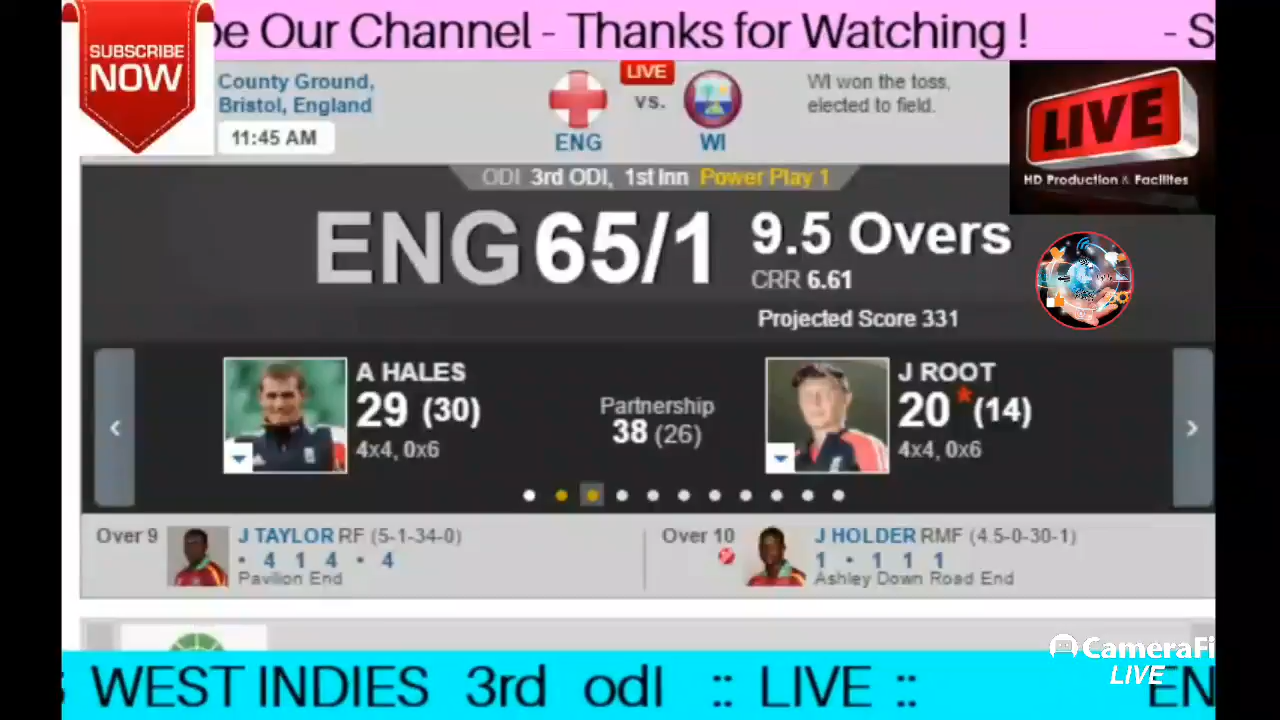 be Our Channel - Thanks for Watching ! - S
SUBSCRIBE
NOW
County Ground,
Bristol, England
11:45 AM
LIVE
vs.
ENG
WI
WI won the toss,
elected to field.
LIVE
HD Production & Facilites
ODI 3rd ODI, 1st Inn Power Play 1
ENG 65/1
9.5 Overs
CRR 6.61
Projected Score 331
A HALES
29 (30)
4x4, 0x6
Partnership
38 (26)
J ROOT
20 * (14)
4x4, 0x6
Over 9
J TAYLOR RF (5-1-34-0)
• 4 1 4 • 4
Pavilion End
Over 10
J HOLDER RMF (4.5-0-30-1)
1 • 1 1 1
Ashley Down Road End
CameraFi
LIVE
WEST INDIES 3rd odI :: LIVE :: EN